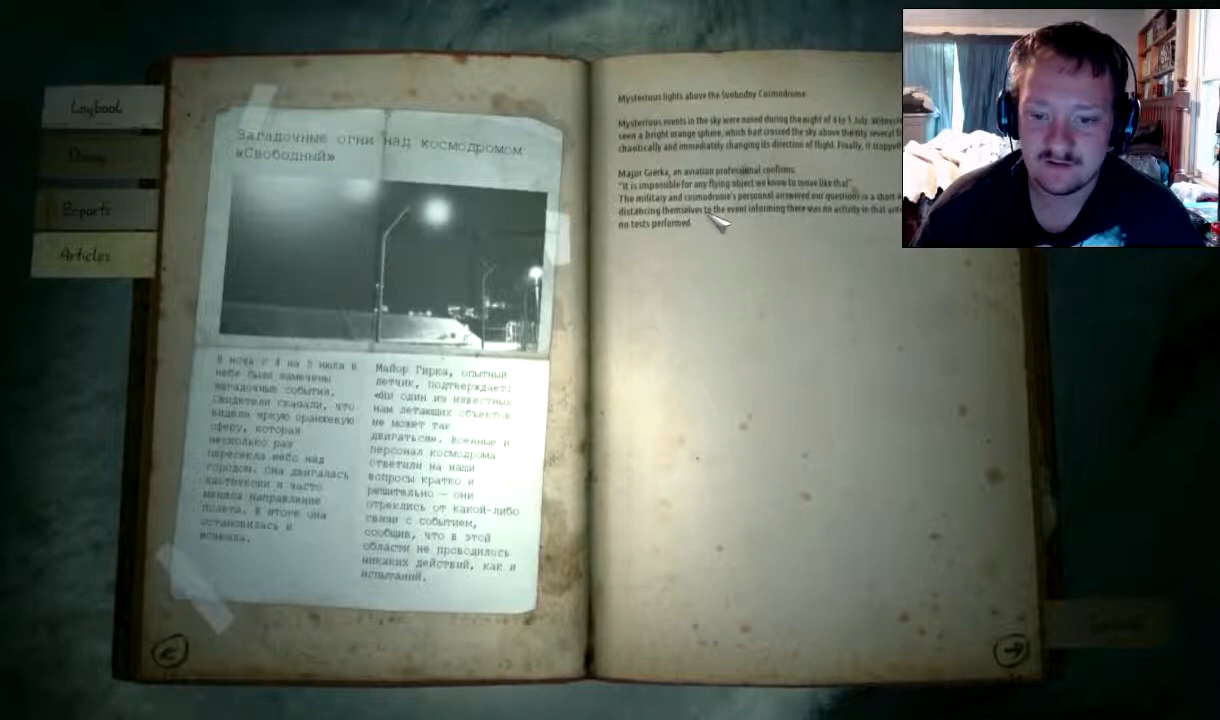 Logbook
Reports
Articles
Загадочные огни над космодромом
«Свободный»
В ночь с 4 на 5 июля в
небе были замечены
загадочные события.
Свидетели сказали, что
видели яркую оранжевую
сферу, которая
несколько раз
пересекла небо над
городом. Она двигалась
хаотически и часто
меняла направление
полёта. В итоге она
остановилась и
исчезла.
Майор Гирка, опытный
летчик, подтверждает:
«Ни один из известных
нам летающих объектов
не может так
двигаться». Военные и
персонал космодрома
ответили на наши
вопросы кратко и
решительно — они
отреклись от какой-либо
связи с событием,
сообщив, что в этой
области не проводилось
никаких действий, как и
испытаний.
Mysterious lights above the Svobodny Cosmodrome.
Mysterious events in the sky were noted during the night of 4 to 5 July.
seen a bright orange sphere, which had crossed the sky above the city several
chaotically and immediately changing its direction of flight. Finally, it stopped
Major Gierka, an aviation professional confirms:
"It is impossible for any flying object we know to move like that".
The military and cosmodrome's personnel answered our questions in a short
distancing themselves to the event informing there was no activity in that
no tests performed.